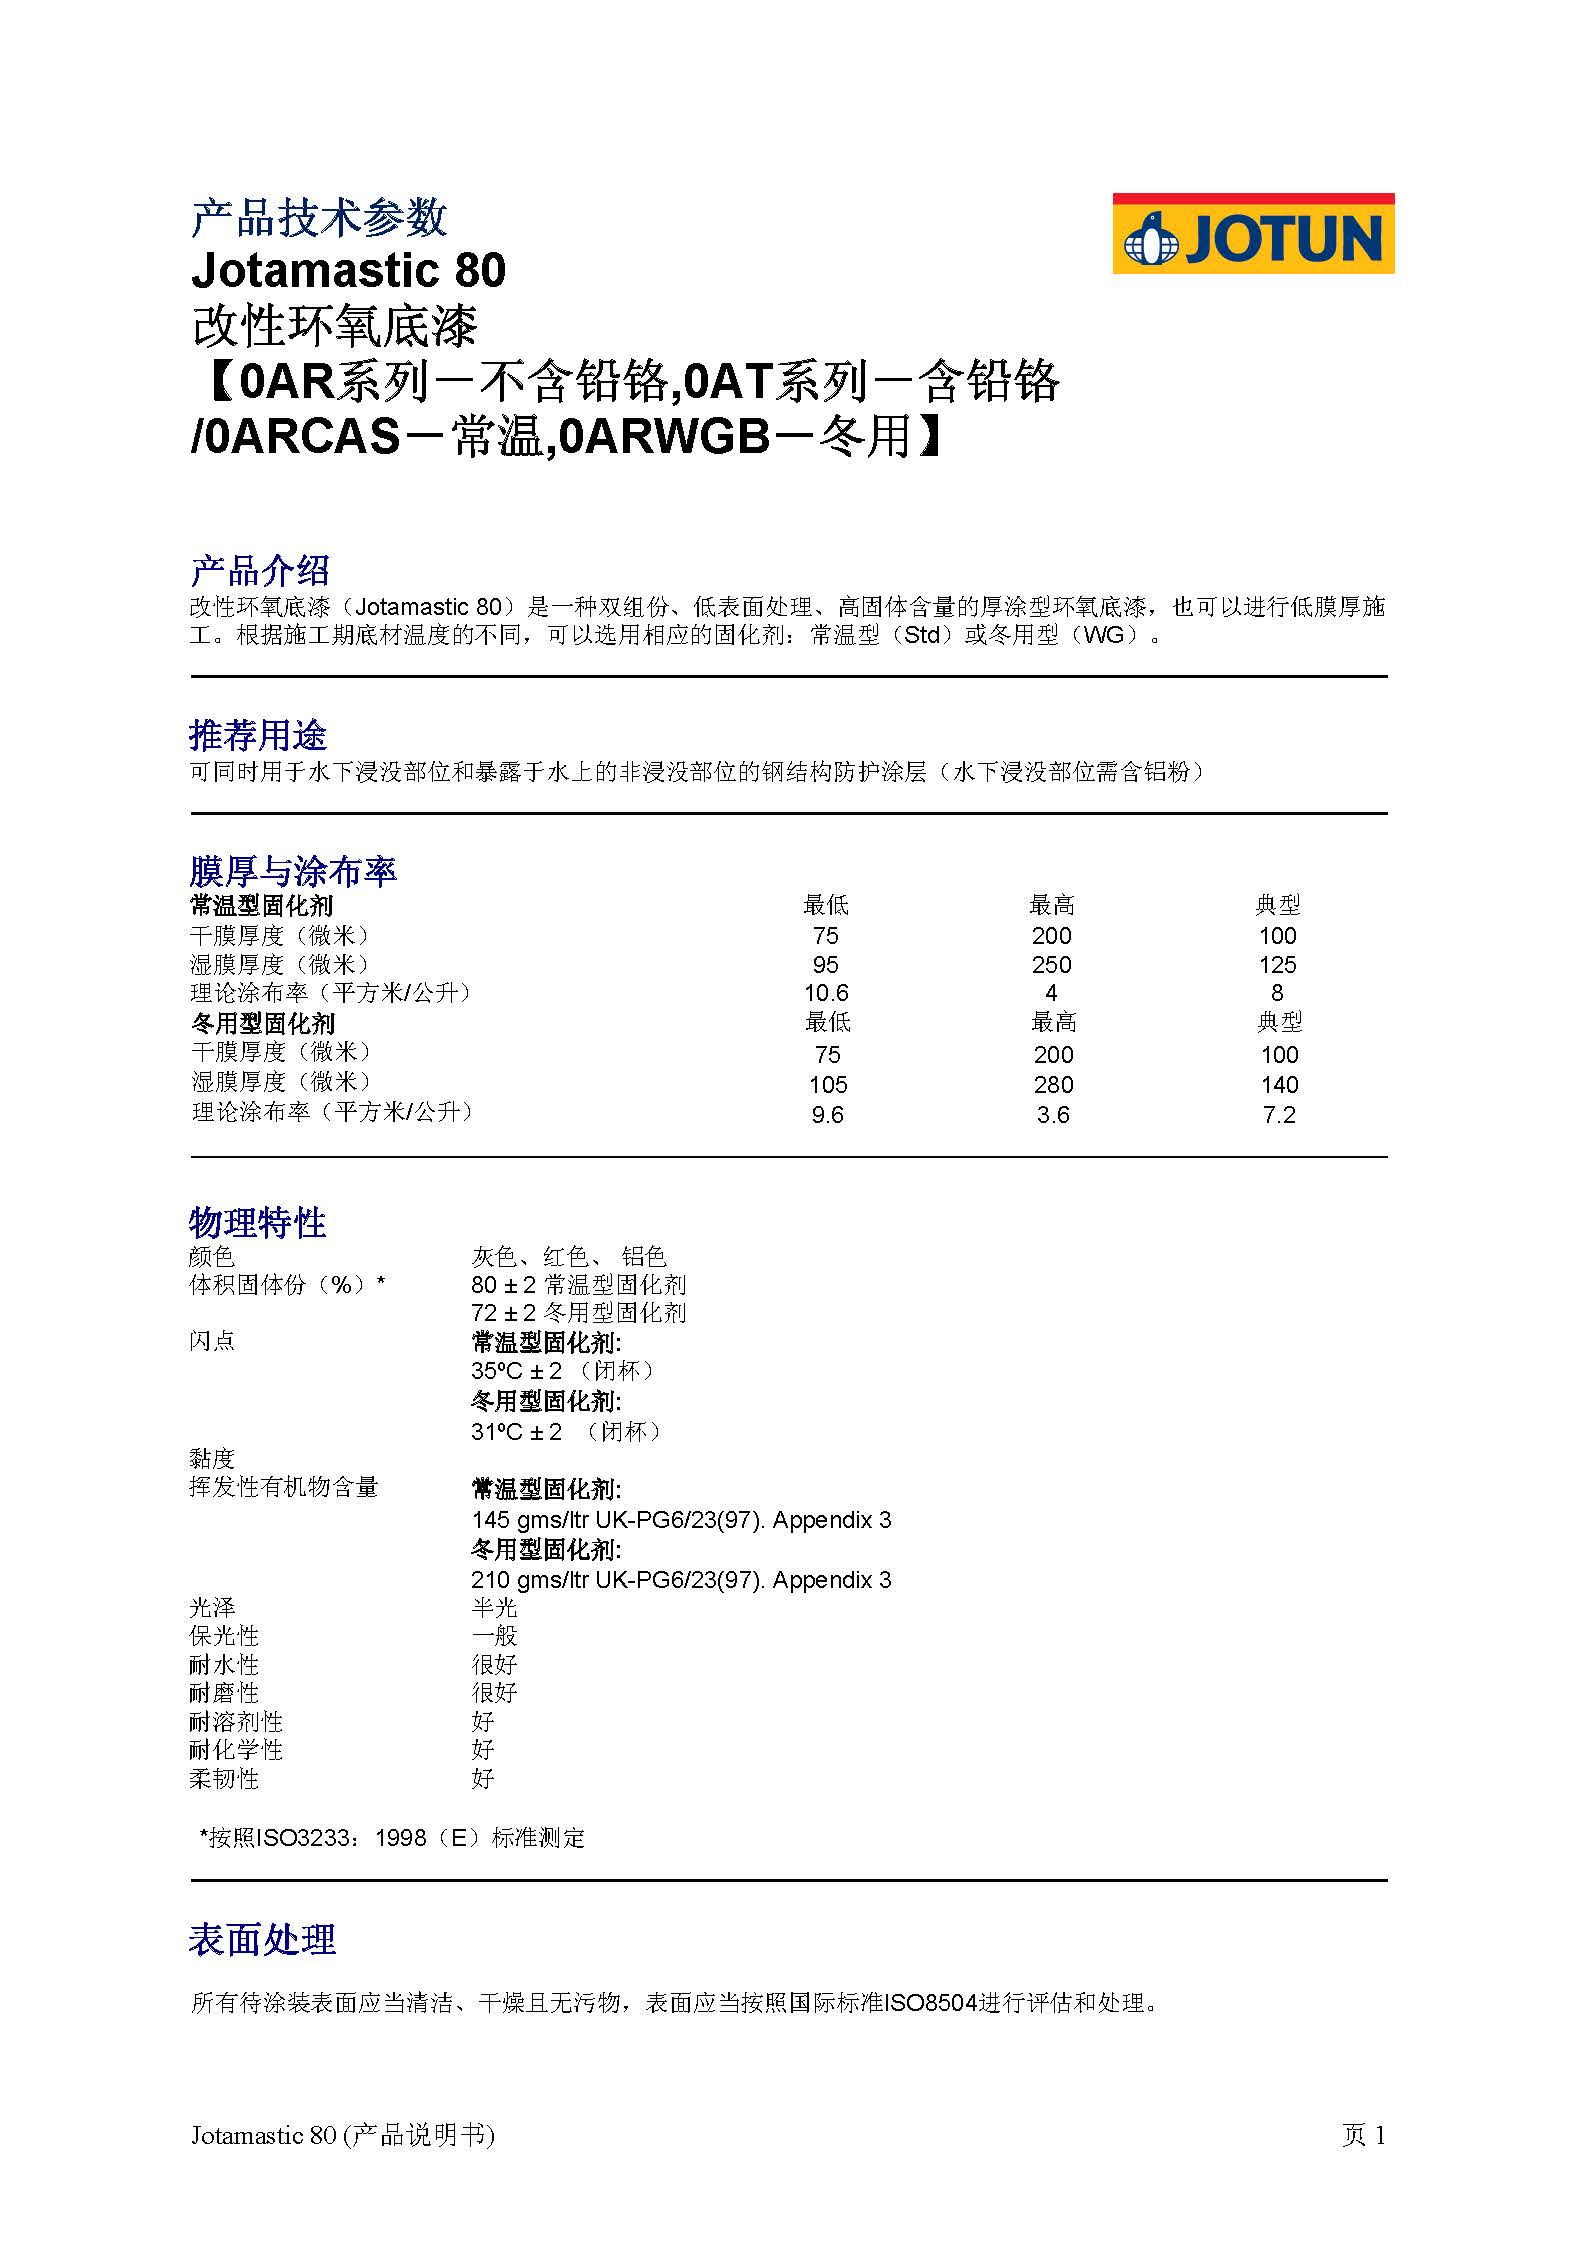 产品技术参数
JOTUN
Jotamastic 80
改性环氧底漆
【0AR系列－不含铅铬,0AT系列－含铅铬
/0ARCAS－常温,0ARWGB－冬用】
产品介绍
改性环氧底漆（Jotamastic 80）是一种双组份、低表面处理、高固体含量的厚涂型环氧底漆，也可以进行低膜厚施
工。根据施工期底材温度的不同，可以选用相应的固化剂：常温型（Std）或冬用型（WG）。
推荐用途
可同时用于水下浸没部位和暴露于水上的非浸没部位的钢结构防护涂层（水下浸没部位需含铝粉）
膜厚与涂布率
常温型固化剂 最低 最高 典型
干膜厚度（微米） 75 200 100
湿膜厚度（微米） 95 250 125
理论涂布率（平方米/公升） 10.6 4 8
冬用型固化剂 最低 最高 典型
干膜厚度（微米） 75 200 100
湿膜厚度（微米） 105 280 140
理论涂布率（平方米/公升） 9.6 3.6 7.2
物理特性
颜色 灰色、红色、 铝色
体积固体份（%）* 80 ± 2 常温型固化剂
72 ± 2 冬用型固化剂
闪点 常温型固化剂:
35ºC ± 2 （闭杯）
冬用型固化剂:
31ºC ± 2 （闭杯）
黏度
挥发性有机物含量 常温型固化剂:
145 gms/ltr UK-PG6/23(97). Appendix 3
冬用型固化剂:
210 gms/ltr UK-PG6/23(97). Appendix 3
光泽 半光
保光性 一般
耐水性 很好
耐磨性 很好
耐溶剂性 好
耐化学性 好
柔韧性 好
*按照ISO3233：1998（E）标准测定
表面处理
所有待涂装表面应当清洁、干燥且无污物，表面应当按照国际标准ISO8504进行评估和处理。
Jotamastic 80 (产品说明书) 页 1